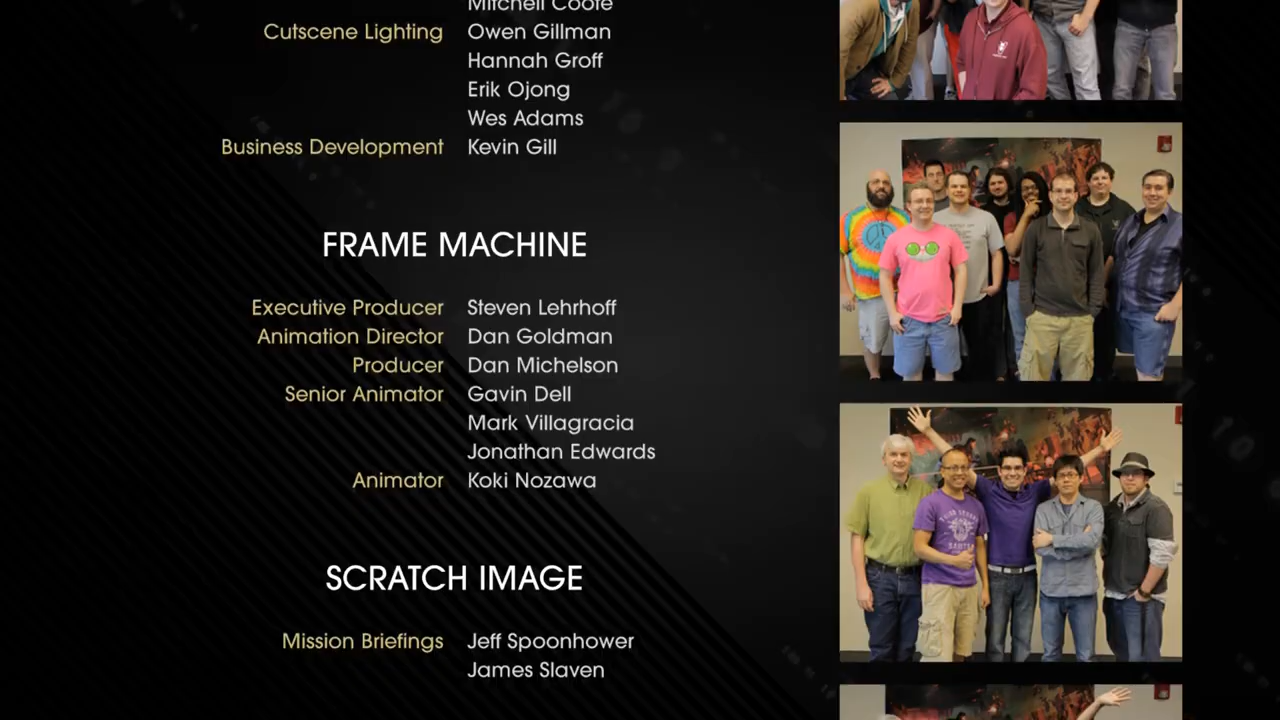 Mitchell Coofe
Cutscene Lighting Owen Gillman
Hannah Groff
Erik Ojong
Wes Adams
Business Development Kevin Gill
FRAME MACHINE
Executive Producer Steven Lehrhoff
Animation Director Dan Goldman
Producer Dan Michelson
Senior Animator Gavin Dell
Mark Villagracia
Jonathan Edwards
Animator Koki Nozawa
SCRATCH IMAGE
Mission Briefings Jeff Spoonhower
James Slaven